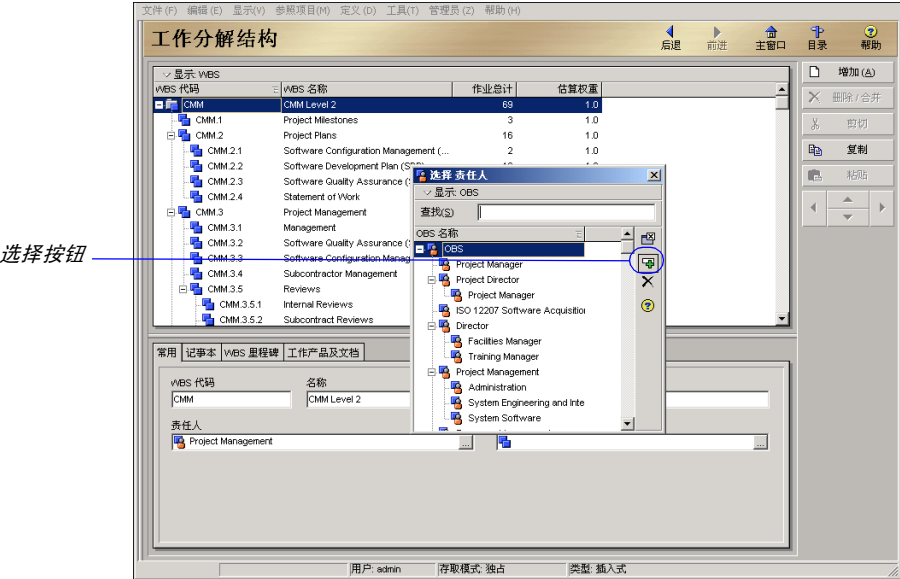 文件(F) 编辑(E) 显示(V) 参照项目(M) 定义(D) 工具(T) 管理员(Z) 帮助(H)
工作分解结构
后退 前进 主窗口 目录 帮助
显示: WBS
WBS 代码 WBS 名称 作业总计 估算权重
CMM CMM Level 2 69 1.0
CMM.1 Project Milestones 3 1.0
CMM.2 Project Plans 16 1.0
CMM.2.1 Software Configuration Management (... 2 1.0
CMM.2.2 Software Development Plan (SDP)
CMM.2.3 Software Quality Assurance (
CMM.2.4 Statement of Work
CMM.3 Project Management
CMM.3.1 Management
CMM.3.2 Software Quality Assurance (
CMM.3.3 Software Configuration Manag
CMM.3.4 Subcontractor Management
CMM.3.5 Reviews
CMM.3.5.1 Internal Reviews
CMM.3.5.2 Subcontract Reviews
选择 责任人
显示: OBS
查找(S)
OBS 名称
OBS
Project Manager
Project Director
Project Manager
ISO 12207 Software Acquisitio
Director
Facilities Manager
Training Manager
Project Management
Administration
System Engineering and Inte
System Software
增加(A)
删除/合并
剪切
复制
粘贴
选择按钮
常用 记事本 WBS 里程碑 工作产品及文档
WBS 代码 名称
CMM CMM Level 2
责任人
Project Management ... ...
用户: admin 存取模式: 独占 类型: 插入式